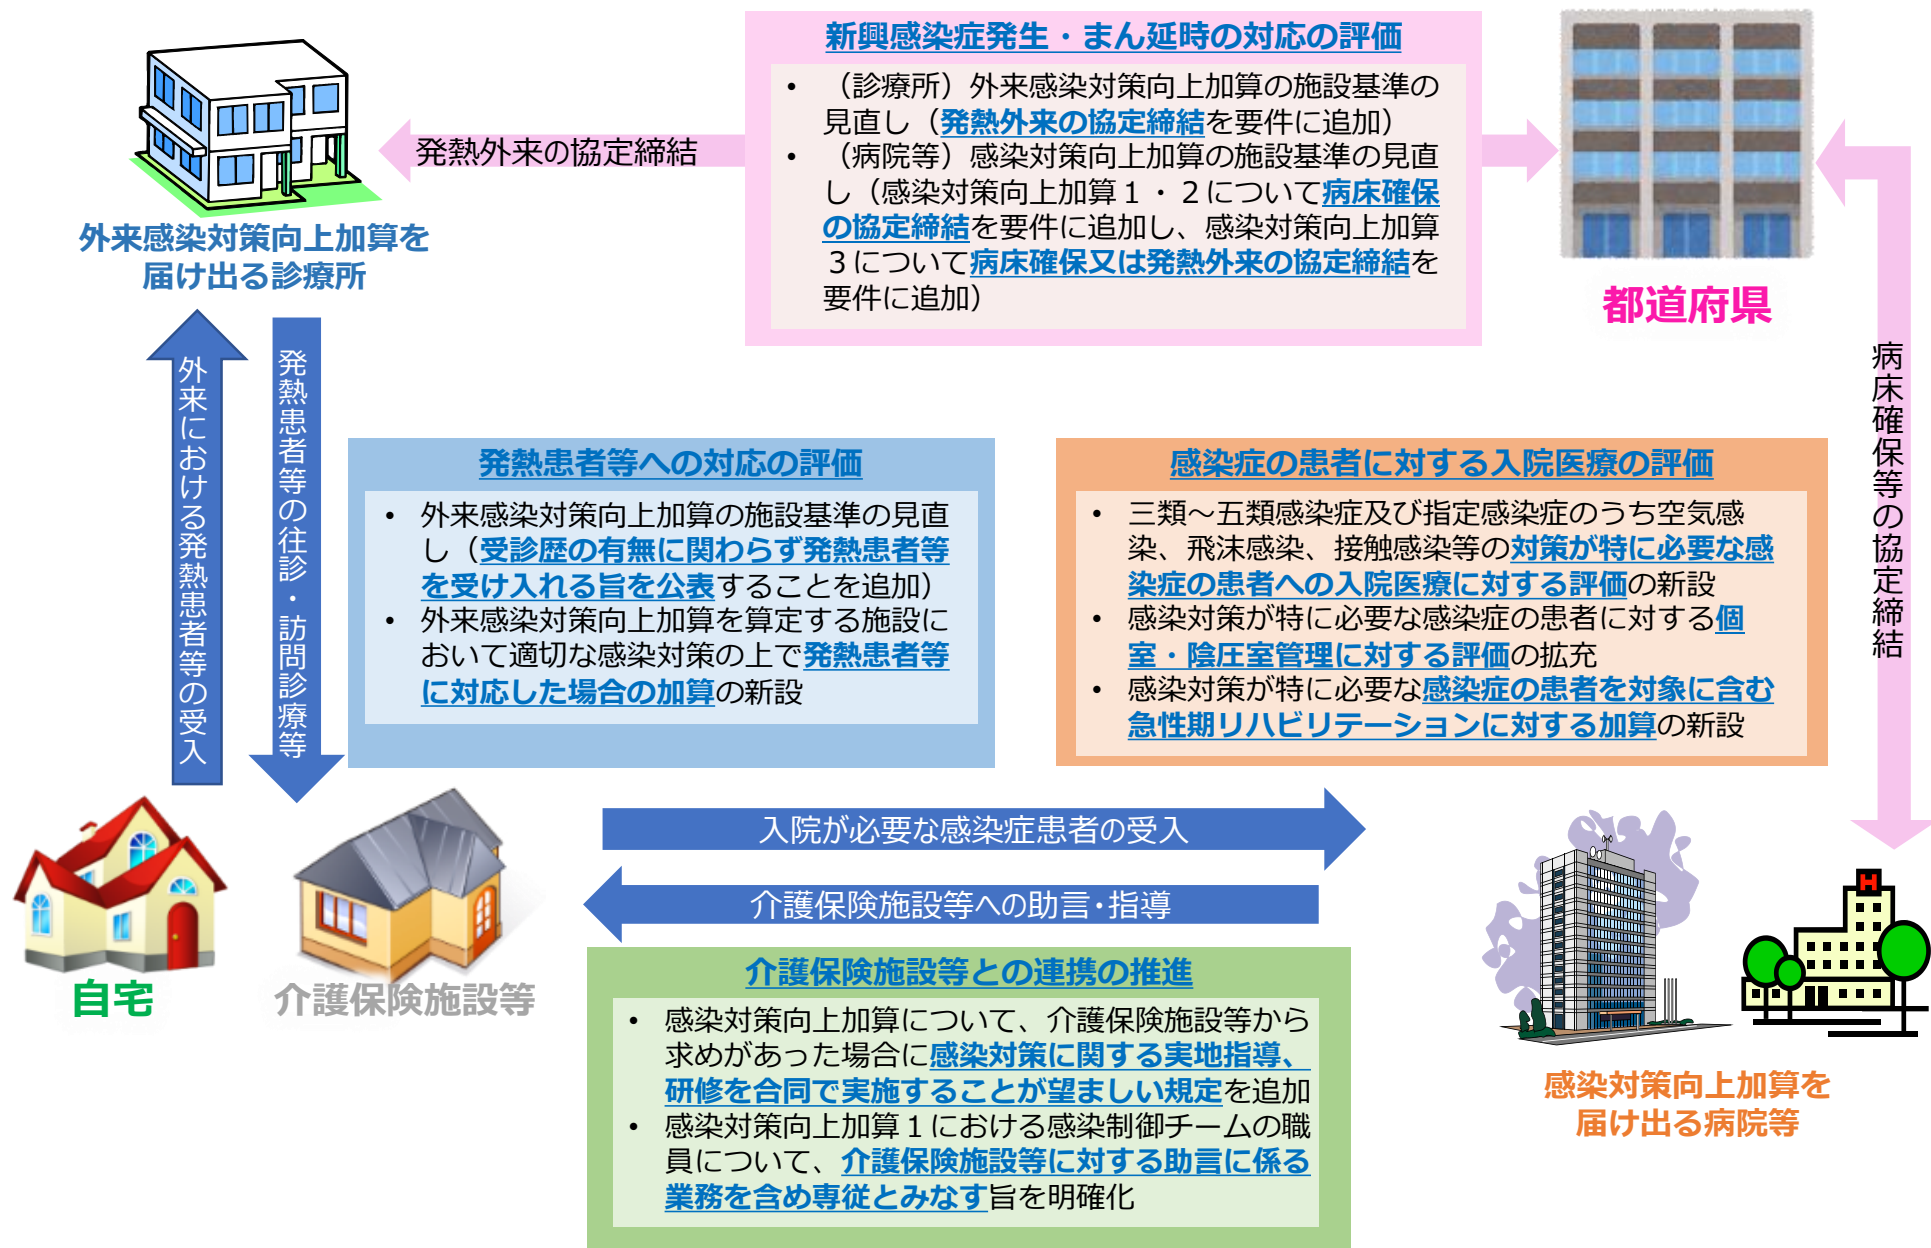 新興感染症発生・まん延時の対応の評価
• （診療所）外来感染対策向上加算の施設基準の
見直し（発熱外来の協定締結を要件に追加）
• （病院等）感染対策向上加算の施設基準の見直
し（感染対策向上加算１・２について病床確保
の協定締結を要件に追加し、感染対策向上加算
３について病床確保又は発熱外来の協定締結を
要件に追加）
発熱外来の協定締結
外来感染対策向上加算を
届け出る診療所
都道府県
病床確保等の協定締結
外来における発熱患者等の受入
発熱患者等の往診・訪問診療等
発熱患者等への対応の評価
• 外来感染対策向上加算の施設基準の見直
し（受診歴の有無に関わらず発熱患者等
を受け入れる旨を公表することを追加）
• 外来感染対策向上加算を算定する施設に
おいて適切な感染対策の上で発熱患者等
に対応した場合の加算の新設
感染症の患者に対する入院医療の評価
• 三類～五類感染症及び指定感染症のうち空気感
染、飛沫感染、接触感染等の対策が特に必要な感
染症の患者への入院医療に対する評価の新設
• 感染対策が特に必要な感染症の患者に対する個
室・陰圧室管理に対する評価の拡充
• 感染対策が特に必要な感染症の患者を対象に含む
急性期リハビリテーションに対する加算の新設
入院が必要な感染症患者の受入
介護保険施設等への助言・指導
自宅
介護保険施設等
介護保険施設等との連携の推進
• 感染対策向上加算について、介護保険施設等から
求めがあった場合に感染対策に関する実地指導、
研修を合同で実施することが望ましい規定を追加
• 感染対策向上加算１における感染制御チームの職
員について、介護保険施設等に対する助言に係る
業務を含め専従とみなす旨を明確化
H
感染対策向上加算を
届け出る病院等